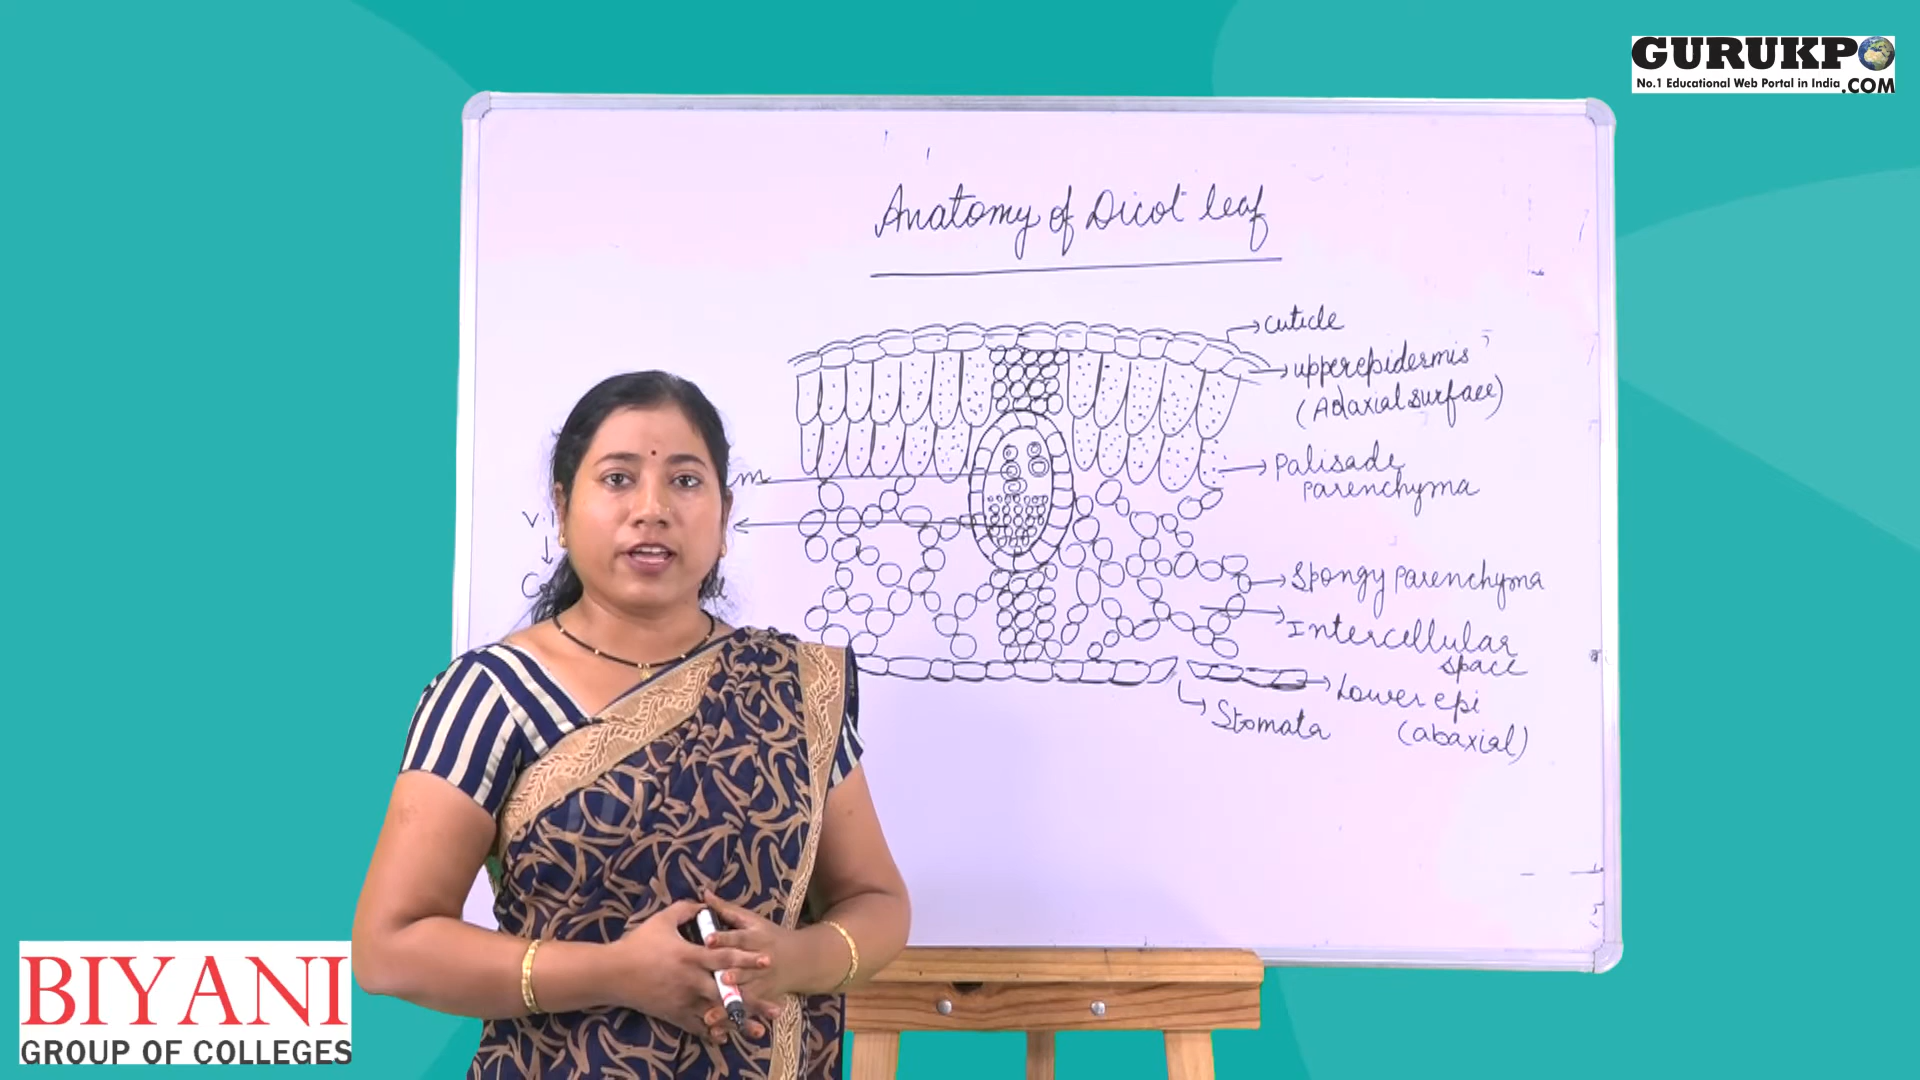 GURUKPO
No.1 Educational Web Portal in India
.COM
Anatomy of Dicot leaf
cuticle
upperepidermis
(Adaxial surface)
Palisade
parenchyma
Spongy parenchyma
Intercellular
space
Lower epi
(abaxial)
Stomata
BIYANI
GROUP OF COLLEGES